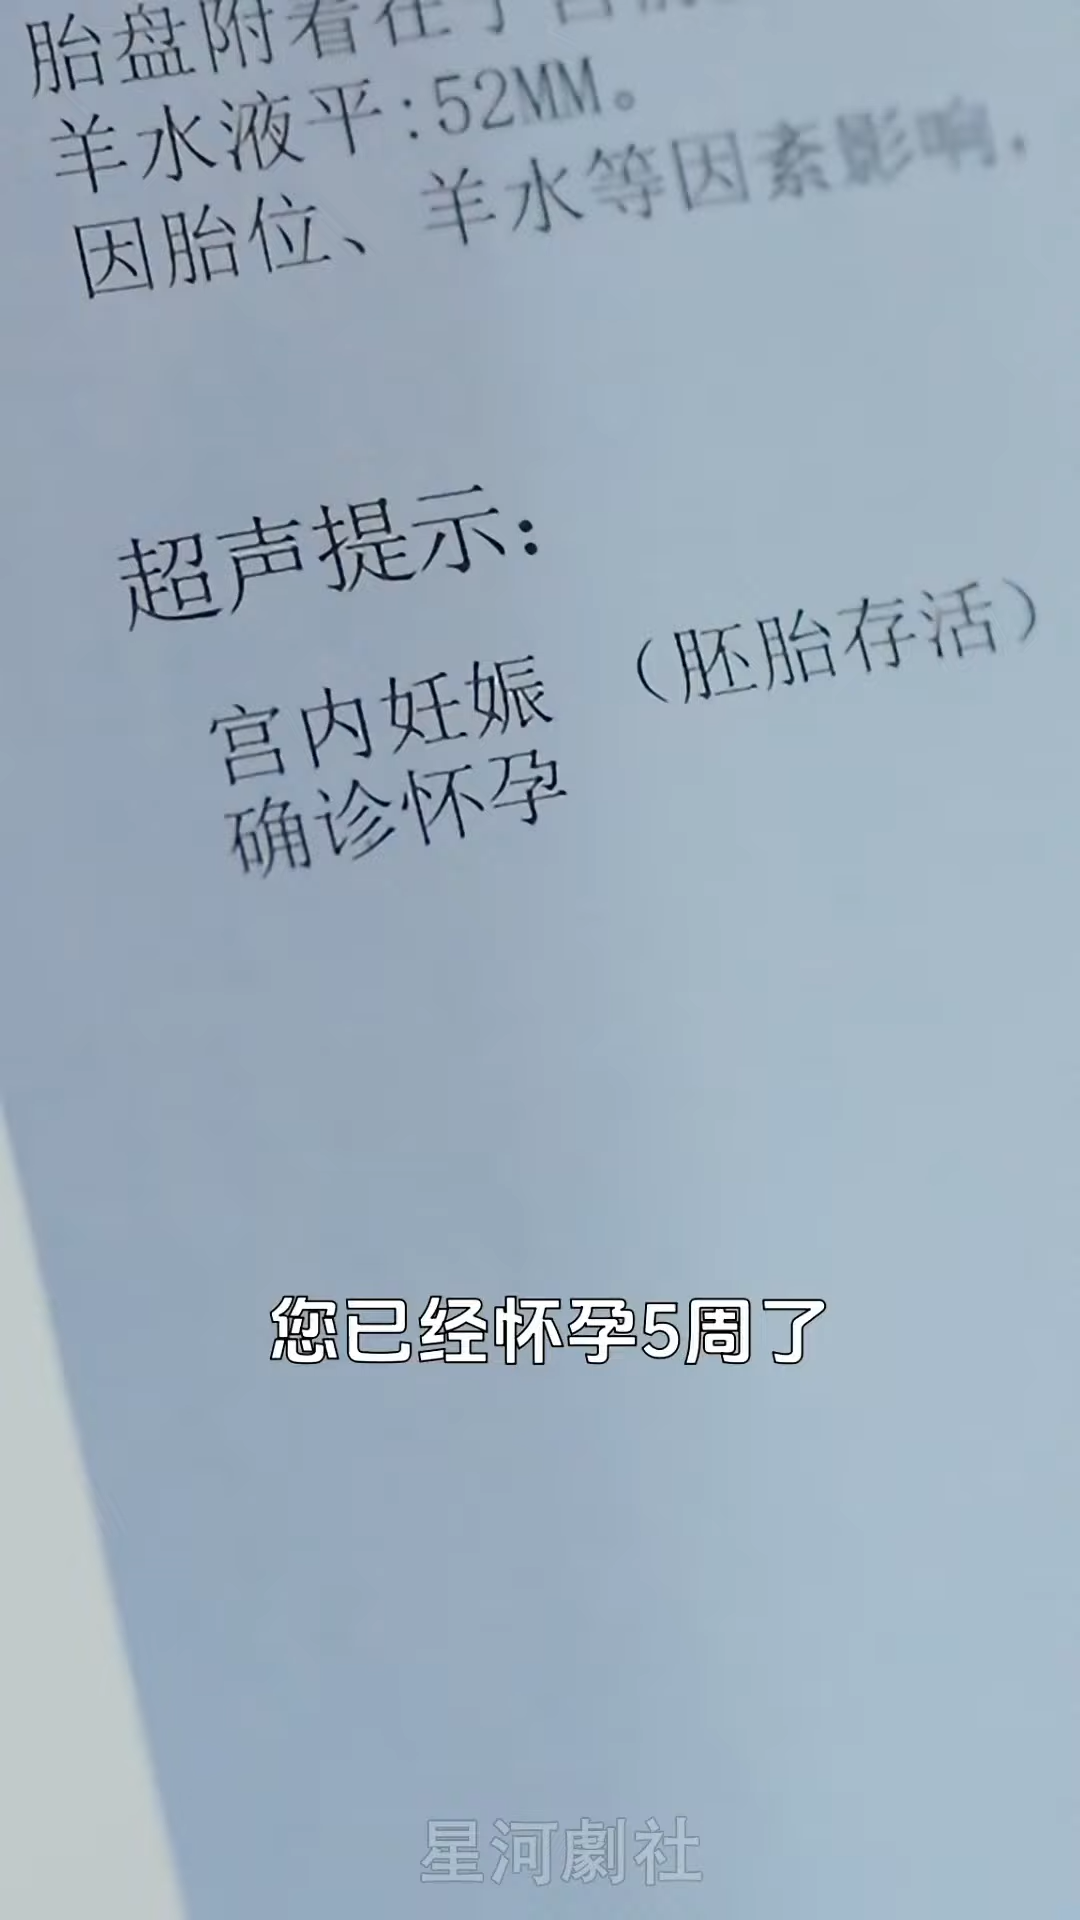 胎盘附着在子宫
羊水液平:52MM。
因胎位、羊水等因素影响,
超声提示:
宫内妊娠 (胚胎存活)
确诊怀孕
您已经怀孕5周了
星河劇社